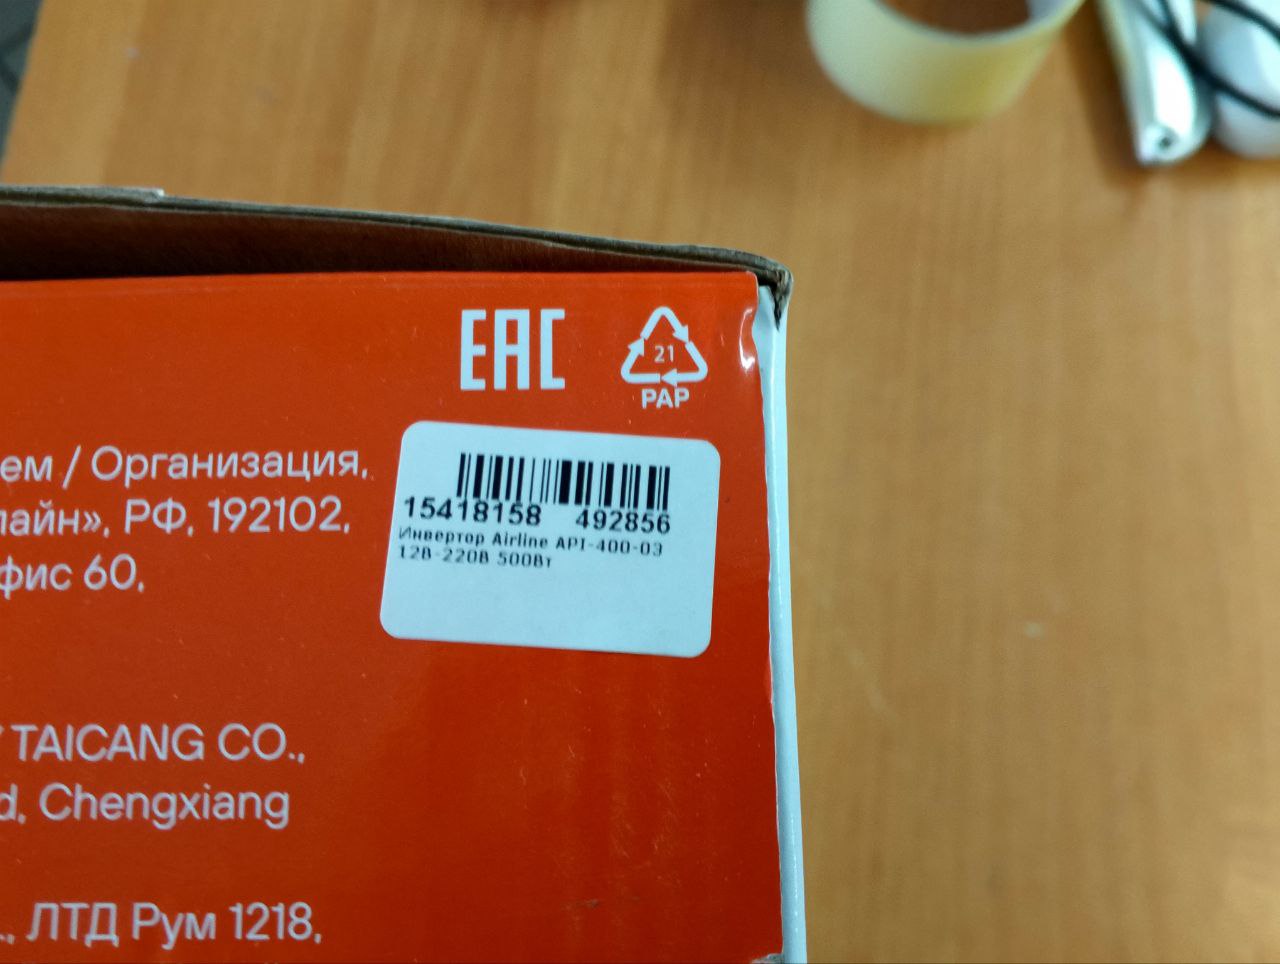 EAC
21
PAP
ем / Организация,
лайн», РФ, 192102,
фис 60,
15418158 492856
Инвертор Airline API-400-03
12В-220В 500Вт
TAICANG CO.,
d, Chengxiang
., ЛТД Рум 1218,